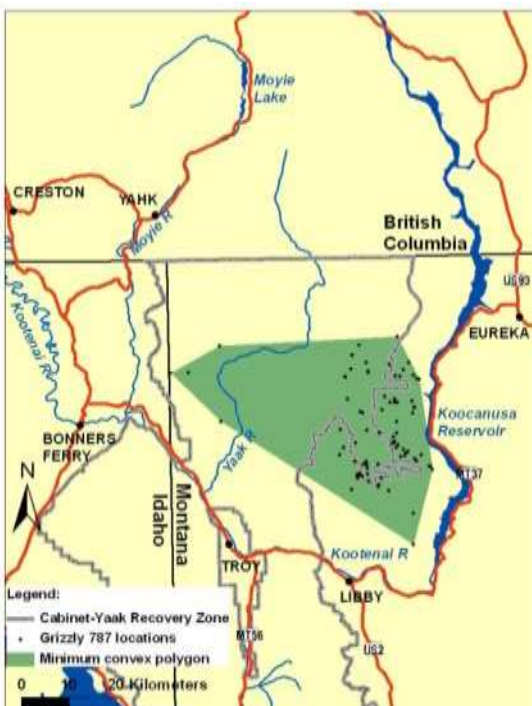 Moyie
Lake
CRESTON
YAHK
Moyie R
British
Columbia
US93
Kootenai R
EUREKA
Koocanusa
Reservoir
BONNERS
FERRY
Yaak R
MT37
N
Montana
Idaho
TROY
Kootenai R
LIBBY
Legend:
Cabinet-Yaak Recovery Zone
Grizzly 787 locations
MT56
US2
Minimum convex polygon
0 10 20 Kilometers